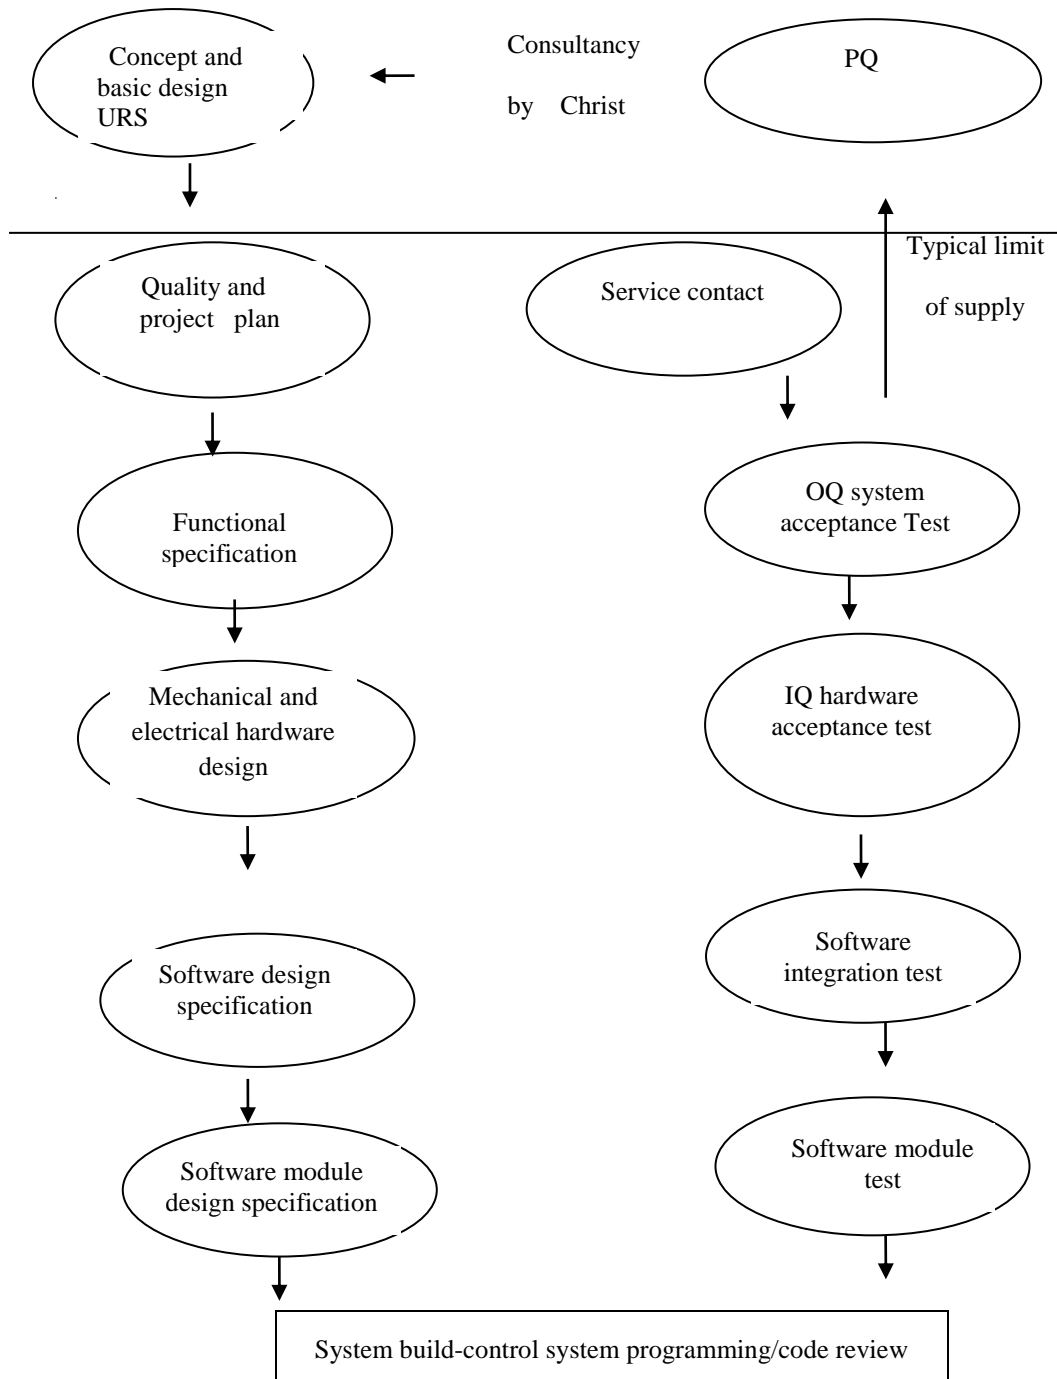 Concept and
basic design
URS
Consultancy
by Christ
PQ
Typical limit
of supply
Quality and
project plan
Service contact
Functional
specification
OQ system
acceptance Test
Mechanical and
electrical hardware
design
IQ hardware
acceptance test
Software design
specification
Software
integration test
Software module
design specification
Software module
test
System build-control system programming/code review